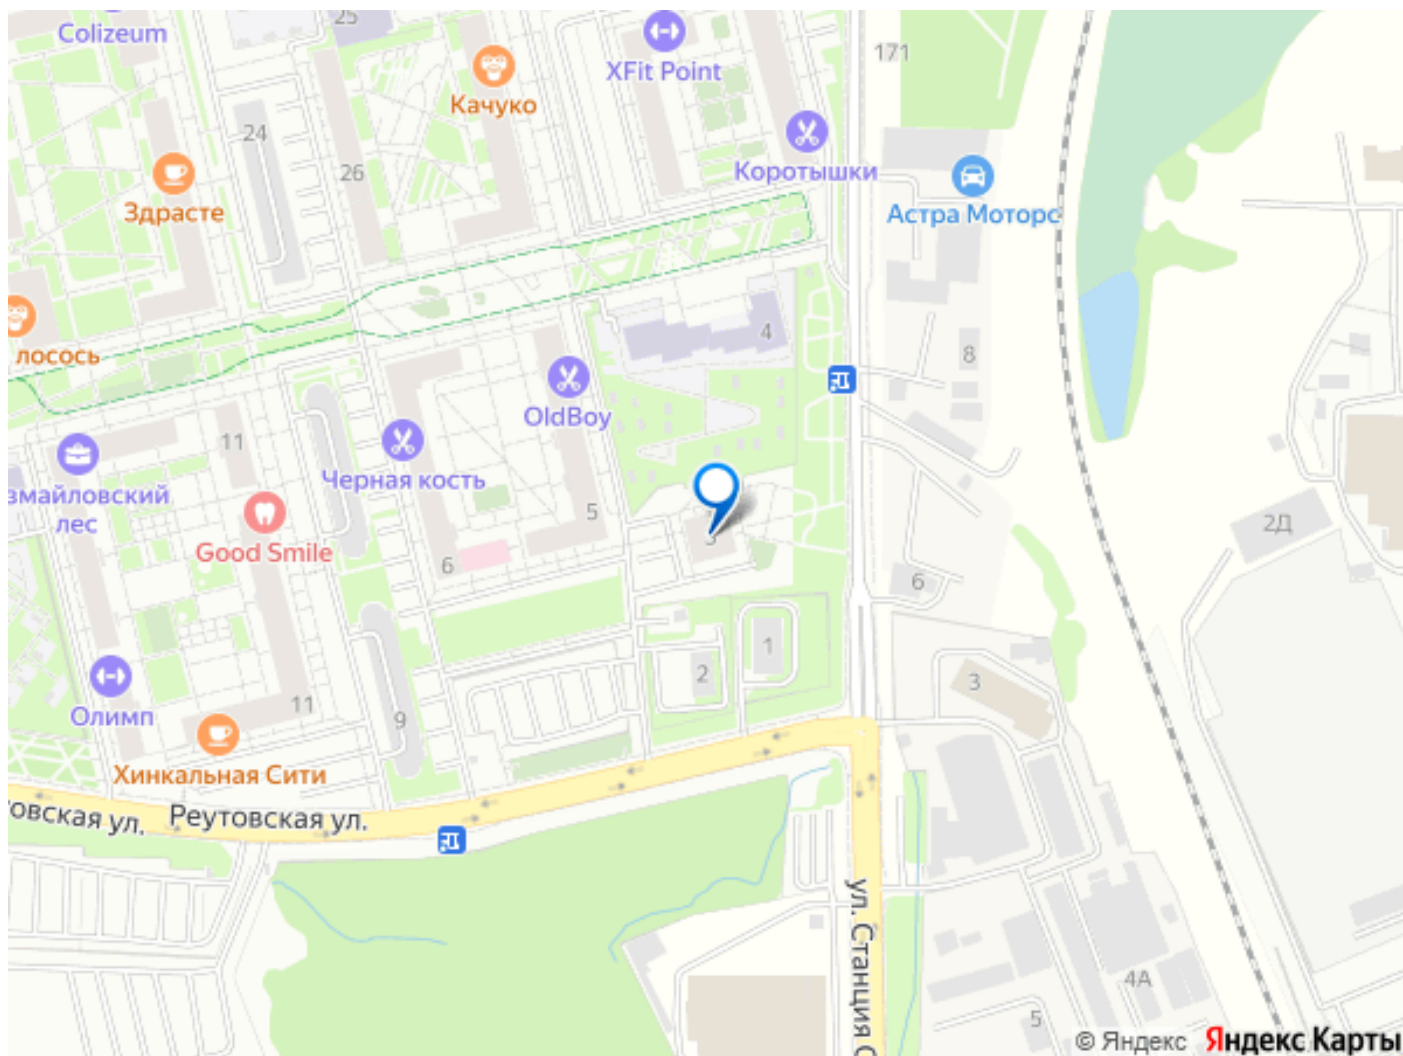 Colizeum
25
XFit Point
171
Качуко
24
26
Коротышки
Здрасте
Астра Моторс
лосось
4
8
OldBoy
11
Черная кость
змайловский
лес
5
2Д
Good Smile
6
6
1
2
3
11
Олимп
9
Хинкальная Сити
товская ул.
Реутовская ул.
ул. Станция С
4А
5
© Яндекс
Яндекс Карты